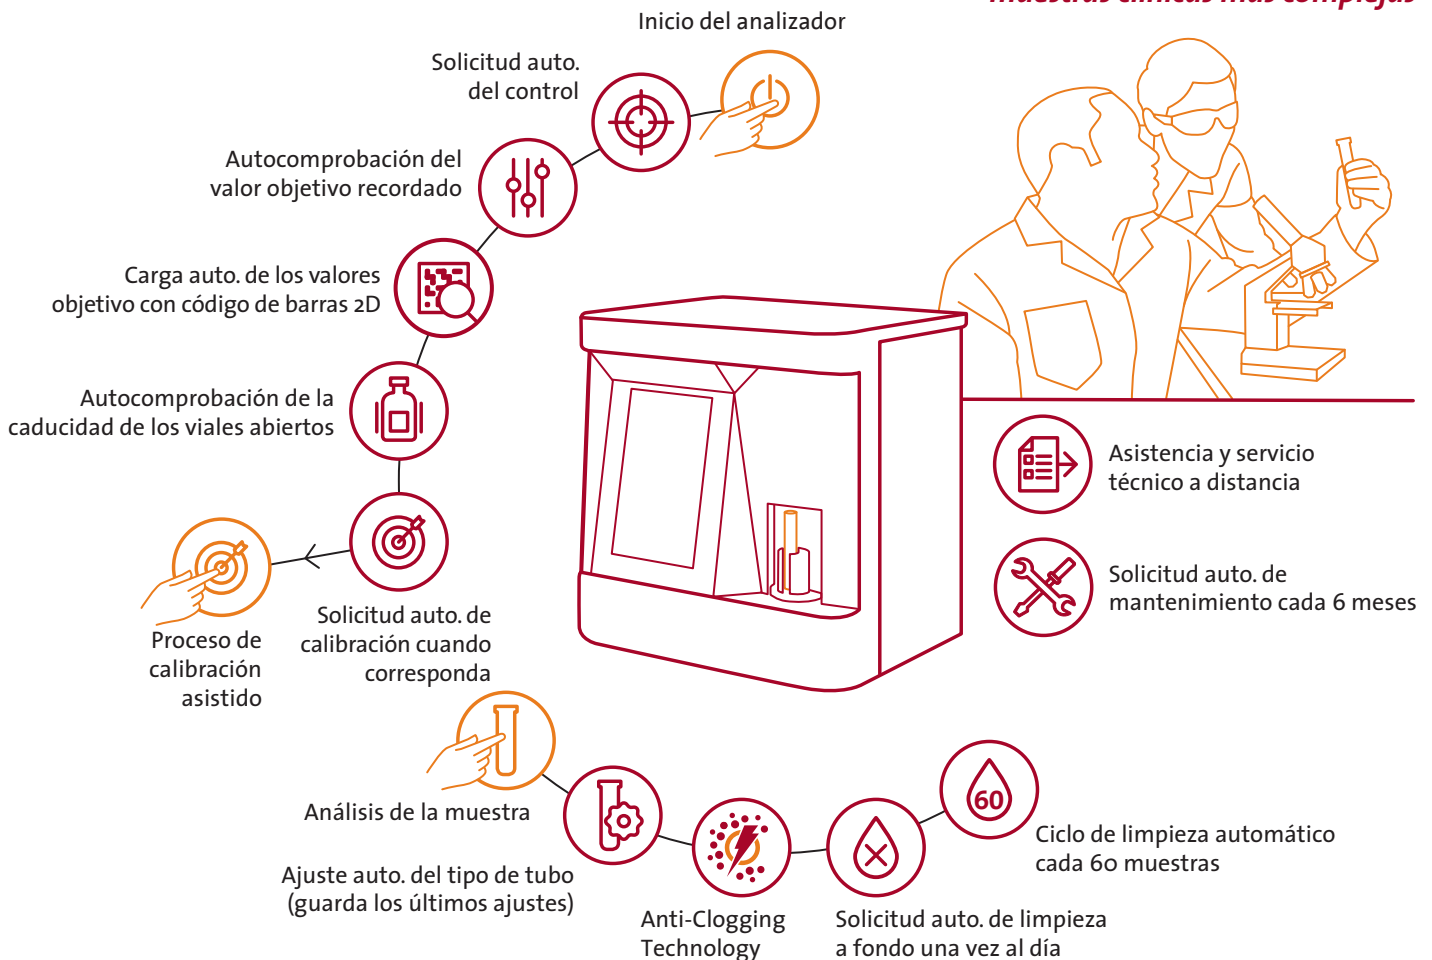 muestras clínicas más complejas
Inicio del analizador
Solicitud auto.
del control
Autocomprobación del
valor objetivo recordado
Carga auto. de los valores
objetivo con código de barras 2D
Autocomprobación de la
caducidad de los viales abiertos
Solicitud auto. de
calibración cuando
corresponda
Proceso de
calibración
asistido
Asistencia y servicio
técnico a distancia
Solicitud auto. de
mantenimiento cada 6 meses
Análisis de la muestra
Ajuste auto. del tipo de tubo
(guarda los últimos ajustes)
Anti-Clogging
Technology
Solicitud auto. de limpieza
a fondo una vez al día
60
Ciclo de limpieza automático
cada 60 muestras